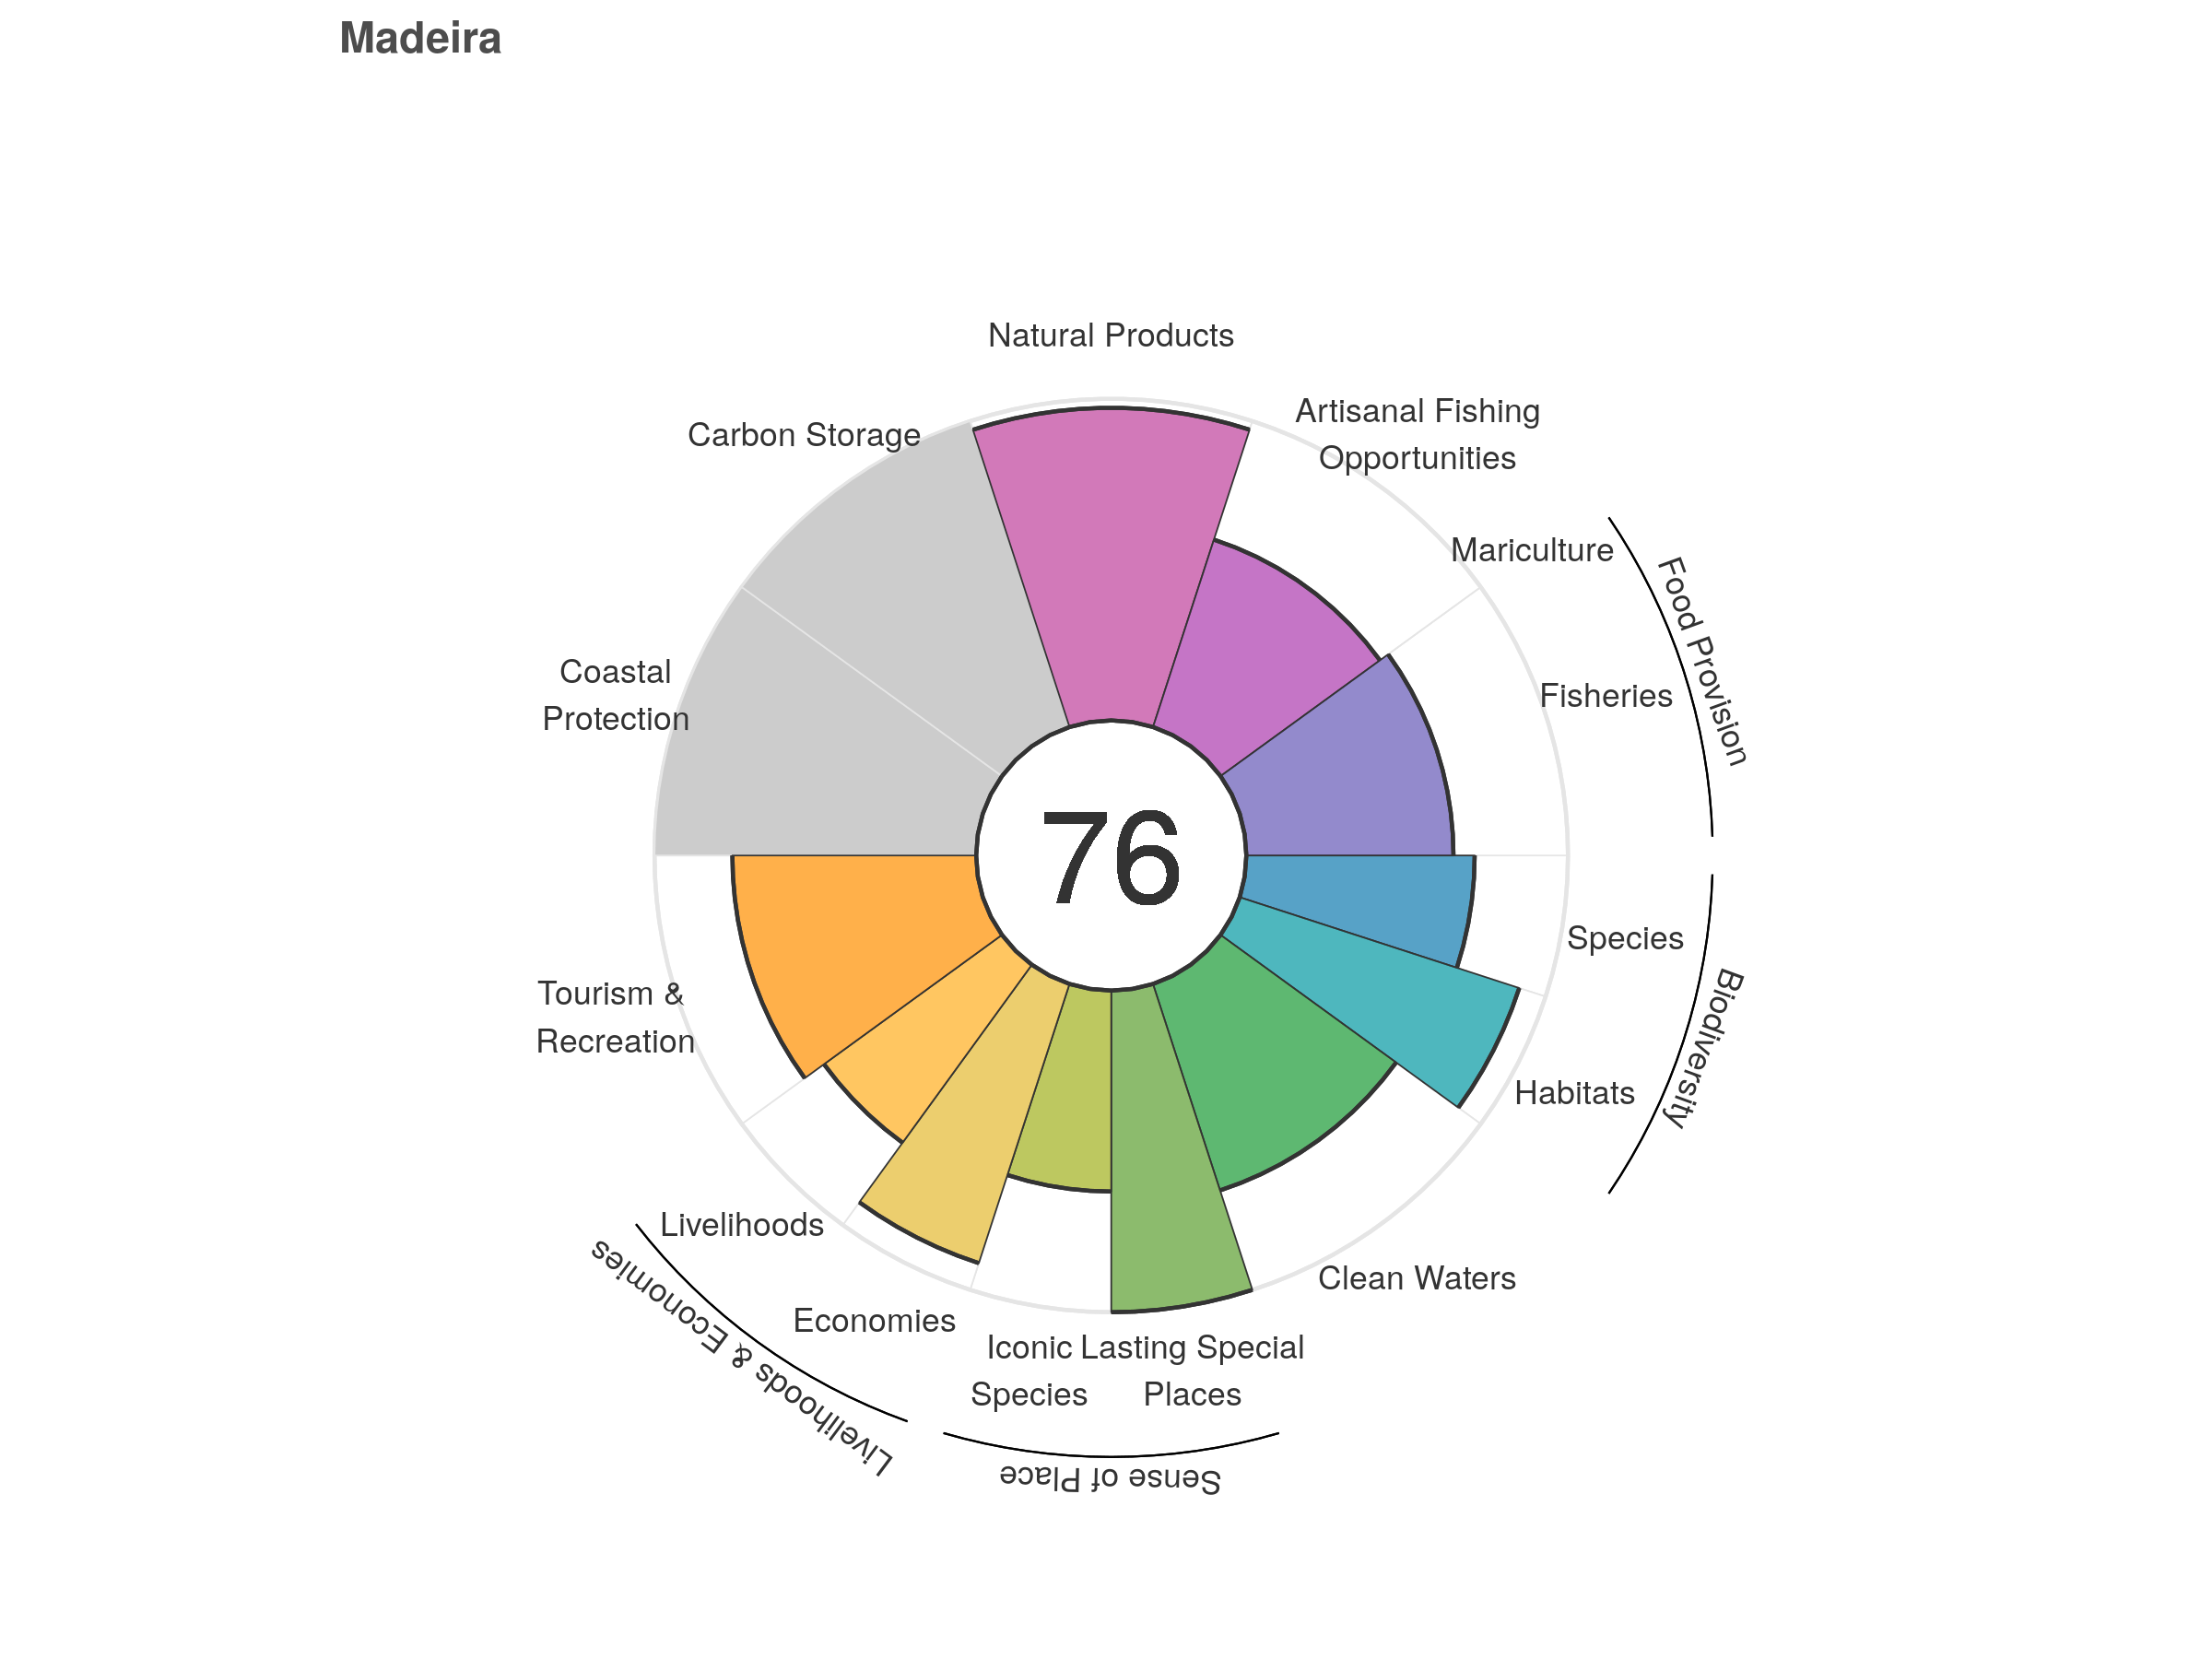 Madeira
Natural Products
Artisanal Fishing
Opportunities
Carbon Storage
Mariculture
Food Provision
Fisheries
Coastal
Protection
76
Species
Biodiversity
Habitats
Tourism &
Recreation
Livelihoods
Livelihoods & Economies
Clean Waters
Economies
Iconic
Species
Lasting Special
Places
Sense of Place